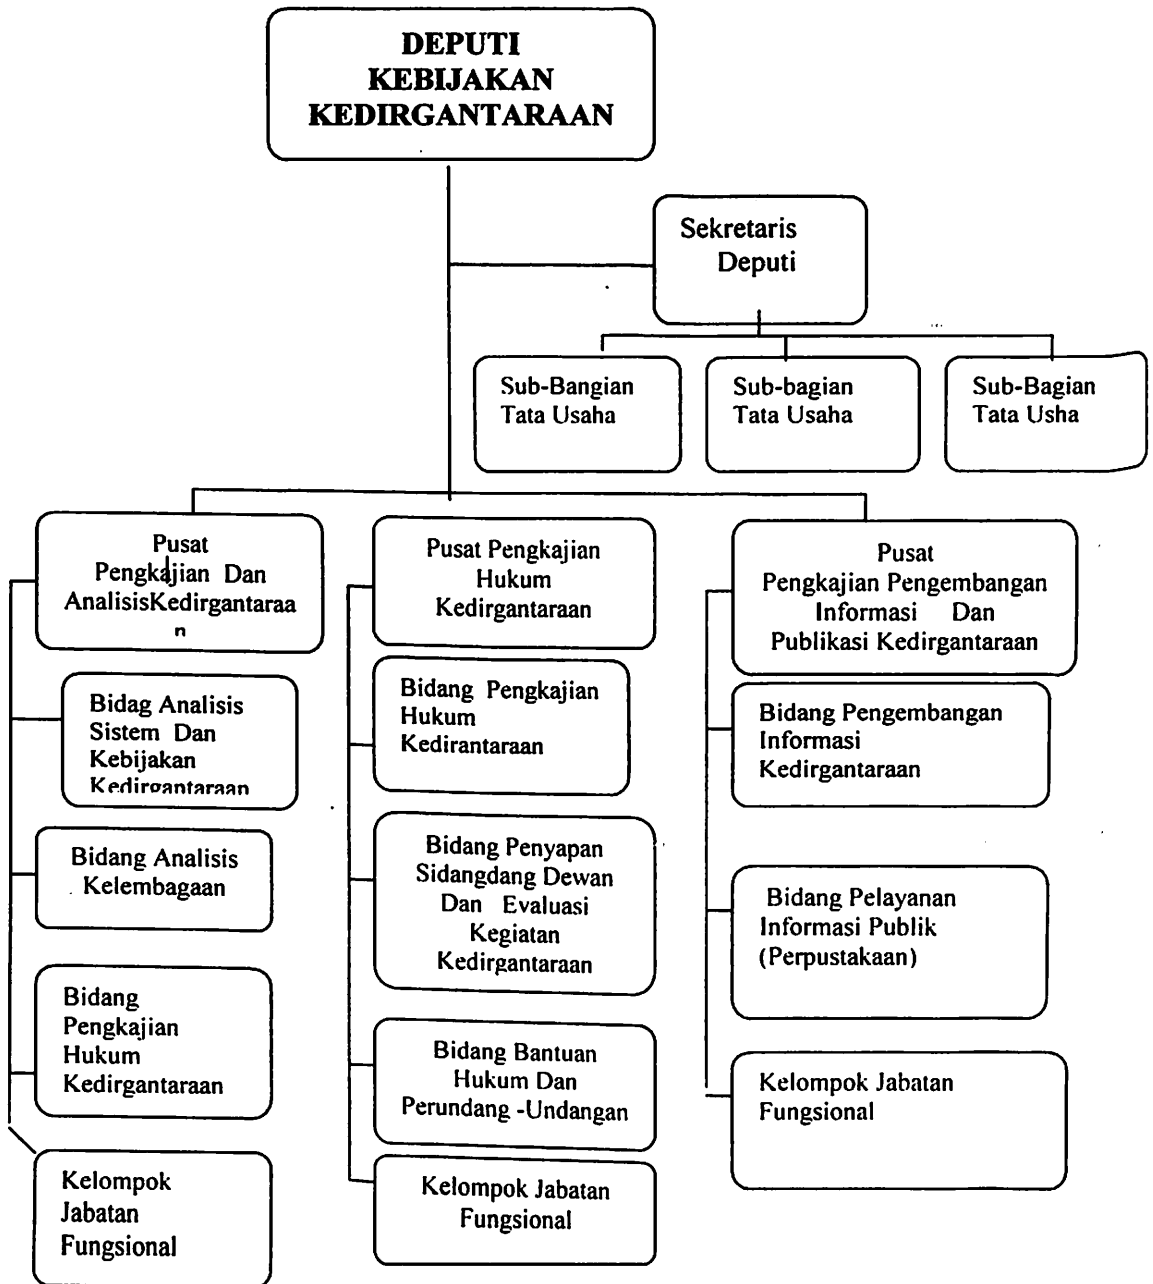 DEPUTI
KEBIJAKAN
KEDIRGANTARAAN
Sekretaris
Deputi
Sub-Bangian
Tata Usaha
Sub-bagian
Tata Usaha
Sub-Bagian
Tata Usha
Pusat
Pengkajian Dan
AnalisisKedirgantaraa
n
Bidag Analisis
Sistem Dan
Kebijakan
Kedirgantaraan
Bidang Analisis
Kelembagaan
Bidang
Pengkajian
Hukum
Kedirgantaraan
Kelompok
Jabatan
Fungsional
Pusat Pengkajian
Hukum
Kedirgantaraan
Bidang Pengkajian
Hukum
Kedirantaraan
Bidang Penyapan
Sidangdang Dewan
Dan Evaluasi
Kegiatan
Kedirgantaraan
Bidang Bantuan
Hukum Dan
Perundang -Undangan
Kelompok Jabatan
Fungsional
Pusat
Pengkajian Pengembangan
Informasi Dan
Publikasi Kedirgantaraan
Bidang Pengembangan
Informasi
Kedirgantaraan
Bidang Pelayanan
Informasi Publik
(Perpustakaan)
Kelompok Jabatan
Fungsional